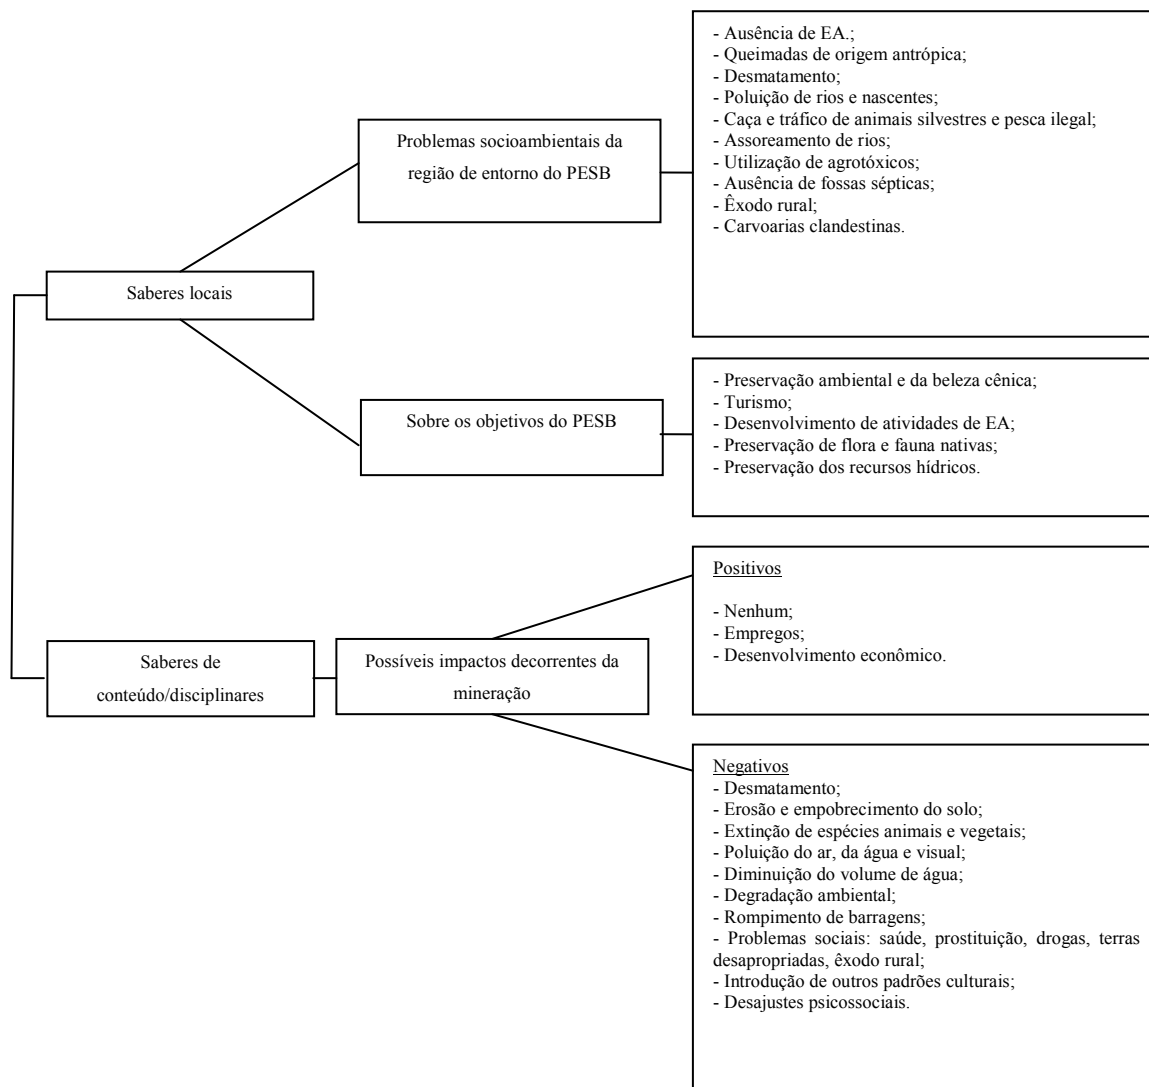 - Ausência de EA.;
- Queimadas de origem antrópica;
- Desmatamento;
- Poluição de rios e nascentes;
- Caça e tráfico de animais silvestres e pesca ilegal;
- Assoreamento de rios;
- Utilização de agrotóxicos;
- Ausência de fossas sépticas;
- Êxodo rural;
- Carvoarias clandestinas.
Problemas socioambientais da
região de entorno do PESB
Saberes locais
- Preservação ambiental e da beleza cênica;
- Turismo;
- Desenvolvimento de atividades de EA;
- Preservação de flora e fauna nativas;
- Preservação dos recursos hídricos.
Sobre os objetivos do PESB
Positivos
- Nenhum;
- Empregos;
- Desenvolvimento econômico.
Saberes de
conteúdo/disciplinares
Possíveis impactos decorrentes da
mineração
Negativos
- Desmatamento;
- Erosão e empobrecimento do solo;
- Extinção de espécies animais e vegetais;
- Poluição do ar, da água e visual;
- Diminuição do volume de água;
- Degradação ambiental;
- Rompimento de barragens;
- Problemas sociais: saúde, prostituição, drogas, terras
desapropriadas, êxodo rural;
- Introdução de outros padrões culturais;
- Desajustes psicossociais.